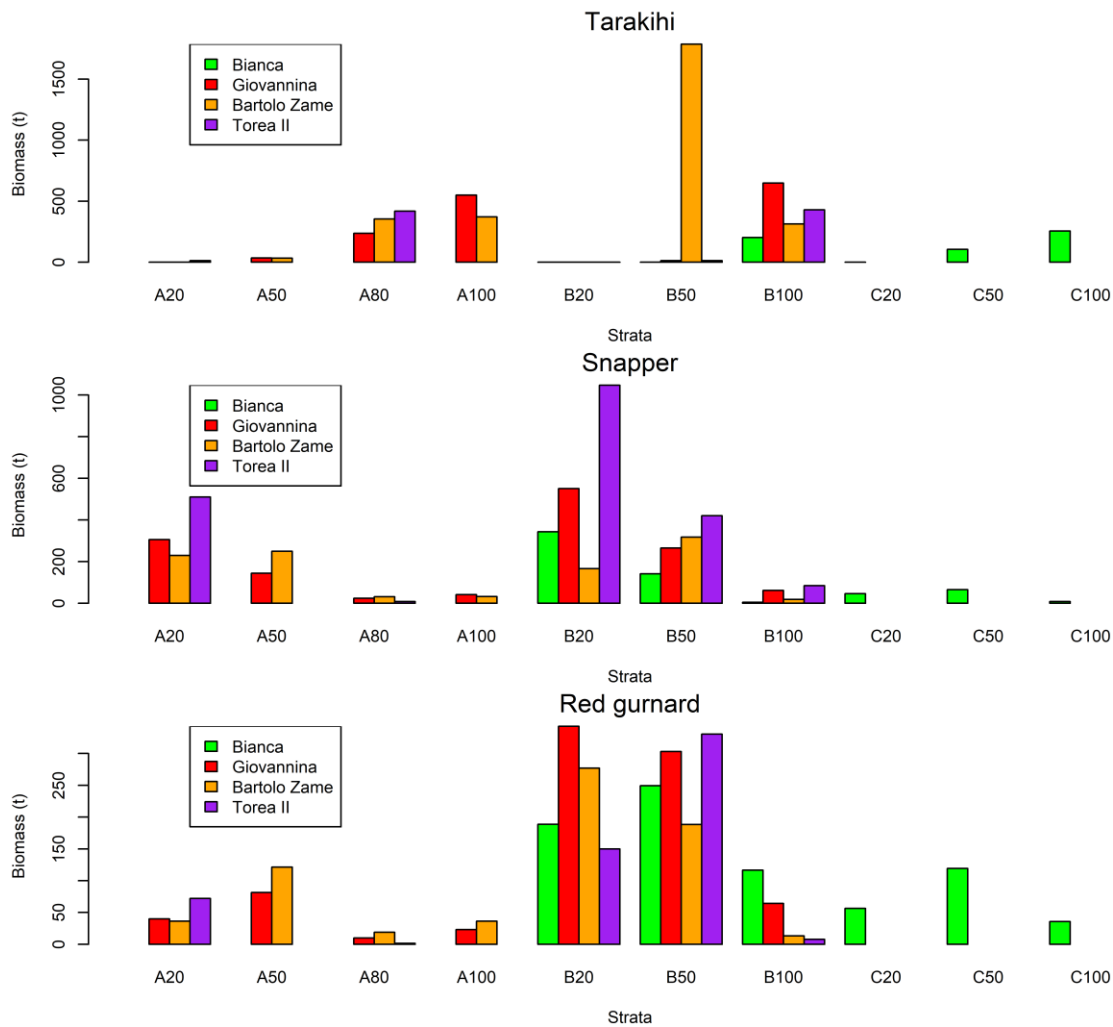 Tarakihi
Biomass (t)
1500
1000
500
0
Bianca
Giovannina
Bartolo Zame
Torea II
A20 A50 A80 A100 B20 B50 B100 C20 C50 C100
Strata
Snapper
Biomass (t)
1000
600
200
0
Bianca
Giovannina
Bartolo Zame
Torea II
A20 A50 A80 A100 B20 B50 B100 C20 C50 C100
Strata
Red gurnard
Biomass (t)
250
150
50
0
Bianca
Giovannina
Bartolo Zame
Torea II
A20 A50 A80 A100 B20 B50 B100 C20 C50 C100
Strata